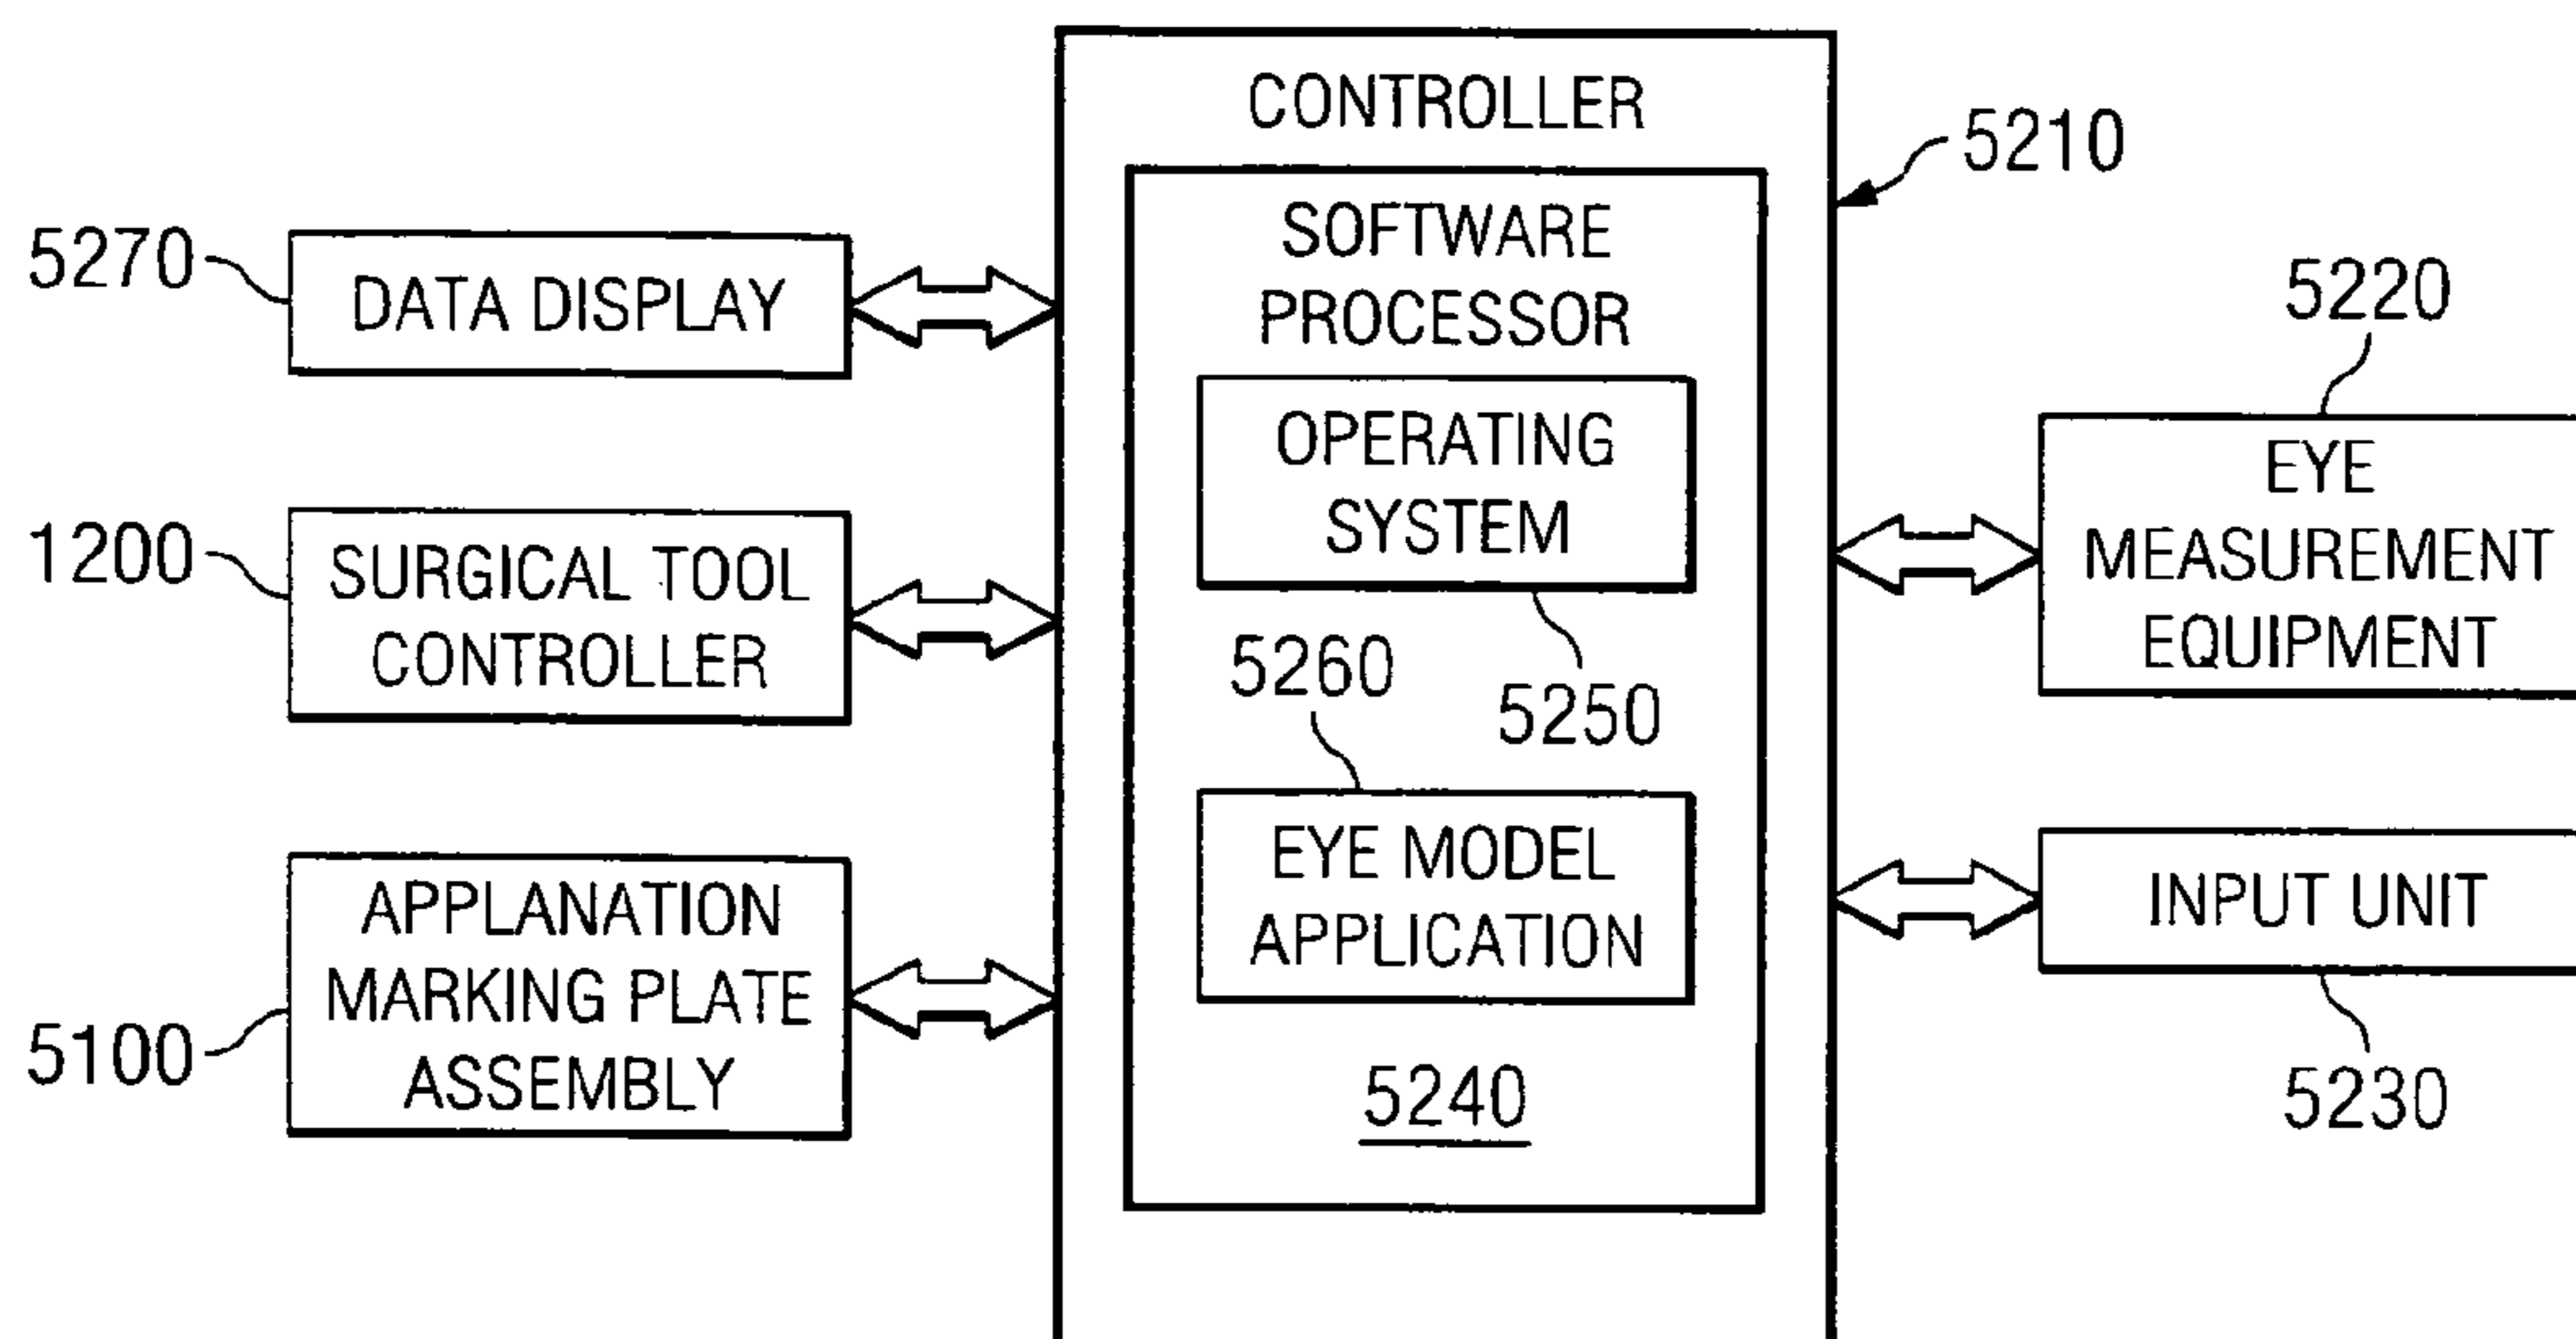 CONTROLLER
5210
SOFTWARE
PROCESSOR
5270
DATA DISPLAY
5220
OPERATING
SYSTEM
5250
EYE
MEASUREMENT
EQUIPMENT
1200
SURGICAL TOOL
CONTROLLER
5260
EYE MODEL
APPLICATION
INPUT UNIT
5230
APPLANATION
MARKING PLATE
ASSEMBLY
5100
5240